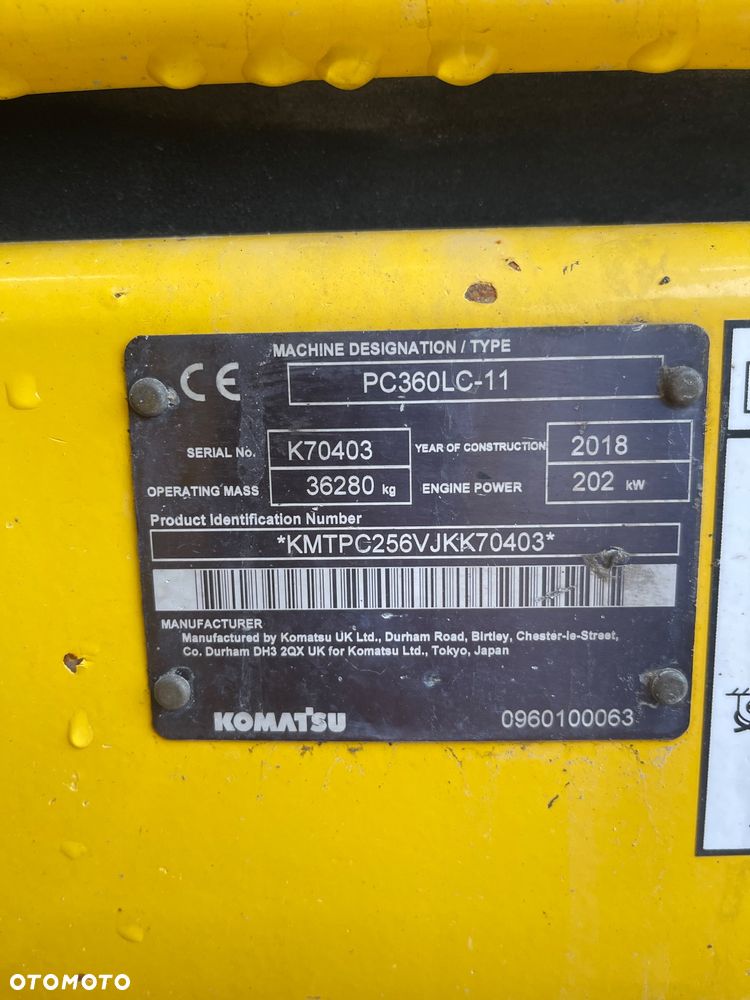 MACHINE DESIGNATION / TYPE
CE PC360LC-11
SERIAL No. K70403 YEAR OF CONSTRUCTION 2018
OPERATING MASS 36280 kg ENGINE POWER 202 kW
Product Identification Number
*KMTPC256VJKK70403*
MANUFACTURER
Manufactured by Komatsu UK Ltd., Durham Road, Birtley, Chester-le-Street,
Co. Durham DH3 2QX UK for Komatsu Ltd., Tokyo, Japan
KOMATSU 0960100063
OTOMOTO